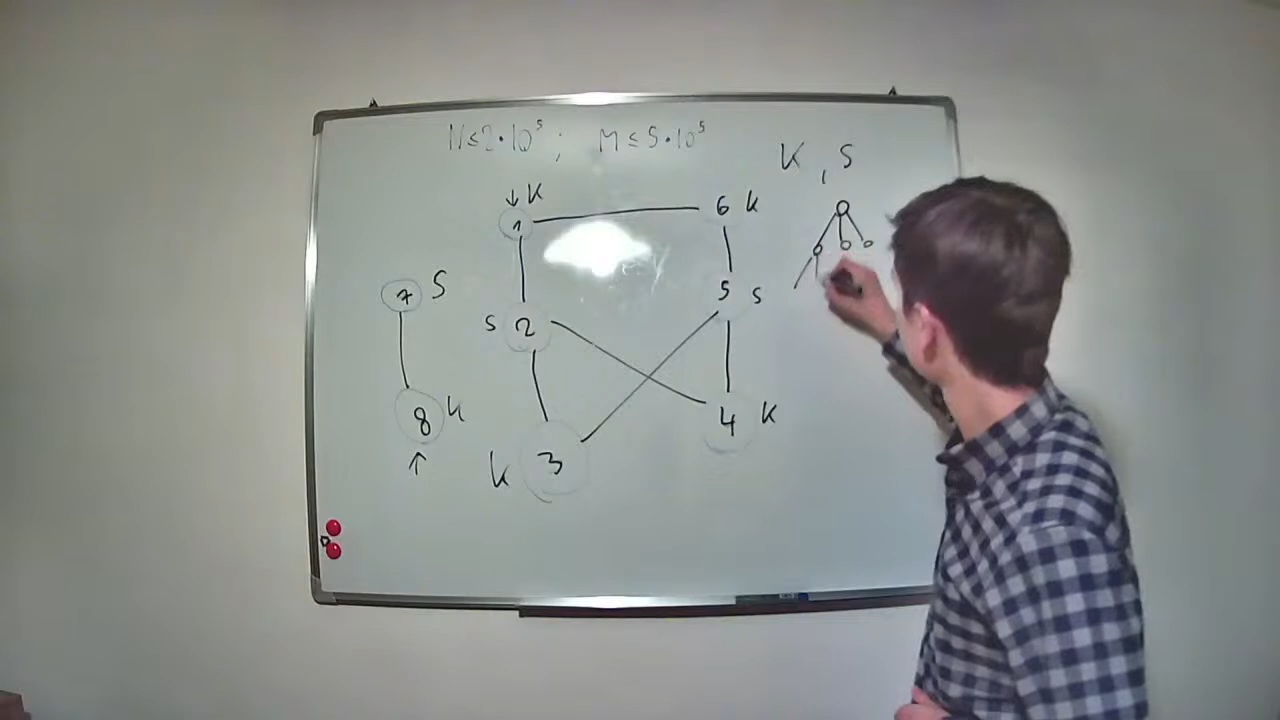 N ≤ 2·10⁵ ; M ≤ 5·10⁵
K , S
↓ K
1
6 K
7 S
5 S
S 2
8 K
4 K
↑
K 3